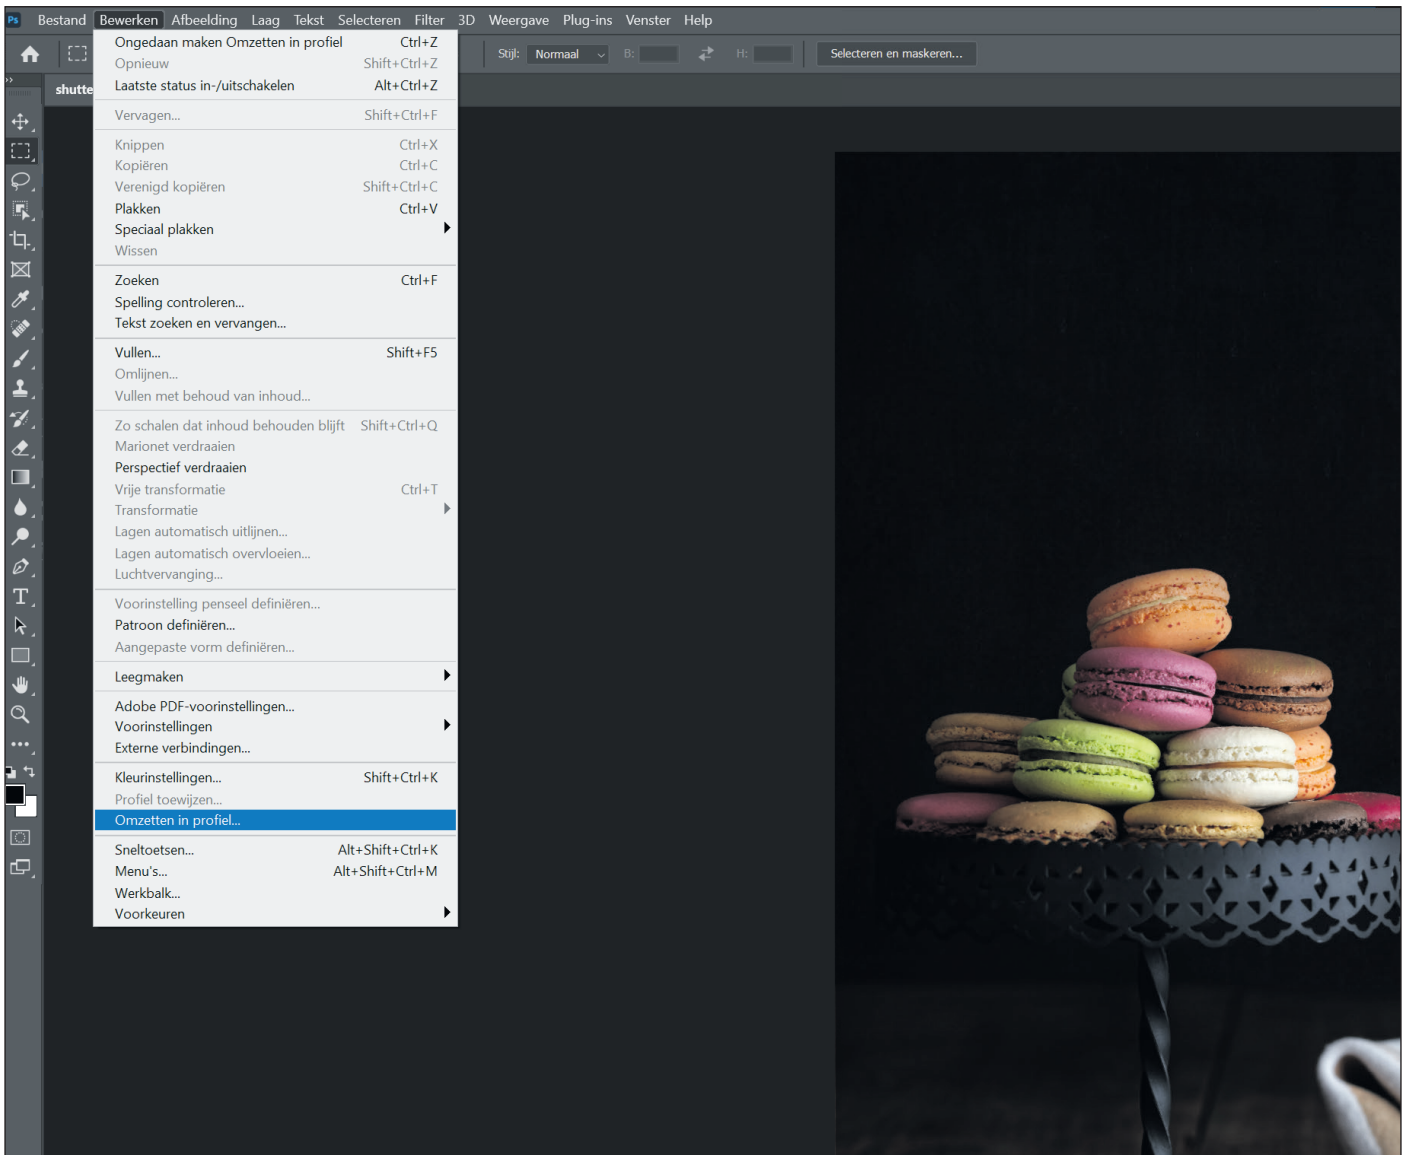 Ps Bestand Bewerken Afbeelding Laag Tekst Selecteren Filter 3D Weergave Plug-ins Venster Help
Stijl: Normaal B: H: Selecteren en maskeren...
shutte
Ongedaan maken Omzetten in profiel Ctrl+Z
Opnieuw Shift+Ctrl+Z
Laatste status in-/uitschakelen Alt+Ctrl+Z
Vervagen... Shift+Ctrl+F
Knippen Ctrl+X
Kopiëren Ctrl+C
Verenigd kopiëren Shift+Ctrl+C
Plakken Ctrl+V
Speciaal plakken
Wissen
Zoeken Ctrl+F
Spelling controleren...
Tekst zoeken en vervangen...
Vullen... Shift+F5
Omlijnen...
Vullen met behoud van inhoud...
Zo schalen dat inhoud behouden blijft Shift+Ctrl+Q
Marionet verdraaien
Perspectief verdraaien
Vrije transformatie Ctrl+T
Transformatie
Lagen automatisch uitlijnen...
Lagen automatisch overvloeien...
Luchtvervanging...
Voorinstelling penseel definiëren...
Patroon definiëren...
Aangepaste vorm definiëren...
Leegmaken
Adobe PDF-voorinstellingen...
Voorinstellingen
Externe verbindingen...
Kleurinstellingen... Shift+Ctrl+K
Profiel toewijzen...
Omzetten in profiel...
Sneltoetsen... Alt+Shift+Ctrl+K
Menu's... Alt+Shift+Ctrl+M
Werkbalk...
Voorkeuren